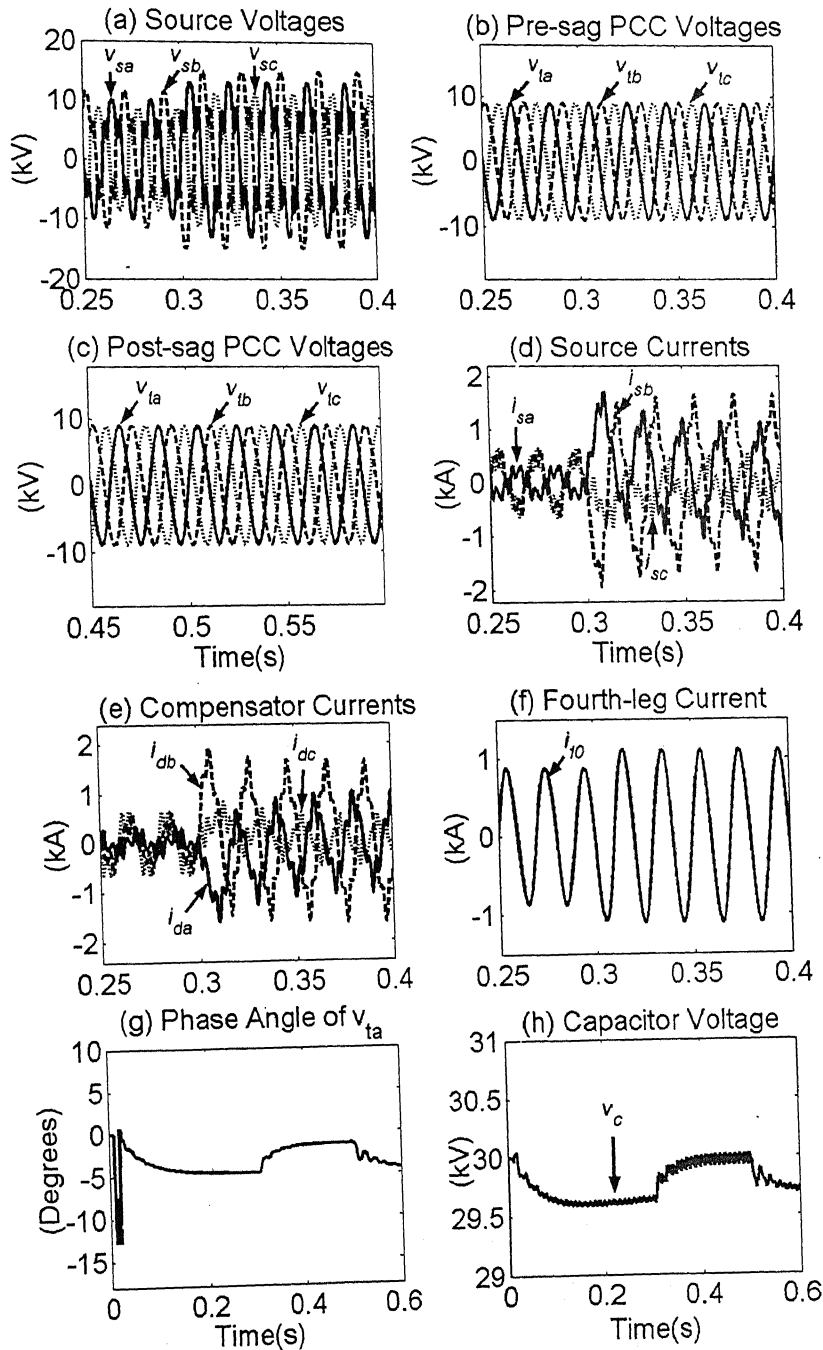 (a) Source Voltages
20
10
0
-10
-20
(kV)
v_sa
v_sb
v_sc
0.25
0.3
0.35
0.4
(b) Pre-sag PCC Voltages
10
0
-10
(kV)
v_ta
v_tb
v_tc
0.25
0.3
0.35
0.4
(c) Post-sag PCC Voltages
10
0
-10
(kV)
v_ta
v_tb
v_tc
0.45
0.5
0.55
Time(s)
(d) Source Currents
2
1
0
-1
-2
(kA)
i_sa
i_sb
i_sc
0.25
0.3
0.35
0.4
Time(s)
(e) Compensator Currents
2
1
0
-1
-2
(kA)
i_db
i_dc
i_da
0.25
0.3
0.35
0.4
(f) Fourth-leg Current
1
0
-1
(kA)
i_10
0.25
0.3
0.35
0.4
(g) Phase Angle of v_ta
10
5
0
-5
-10
-15
(Degrees)
0
0.2
0.4
0.6
Time(s)
(h) Capacitor Voltage
31
30.5
30
29.5
29
(kV)
v_c
0
0.2
0.4
0.6
Time(s)